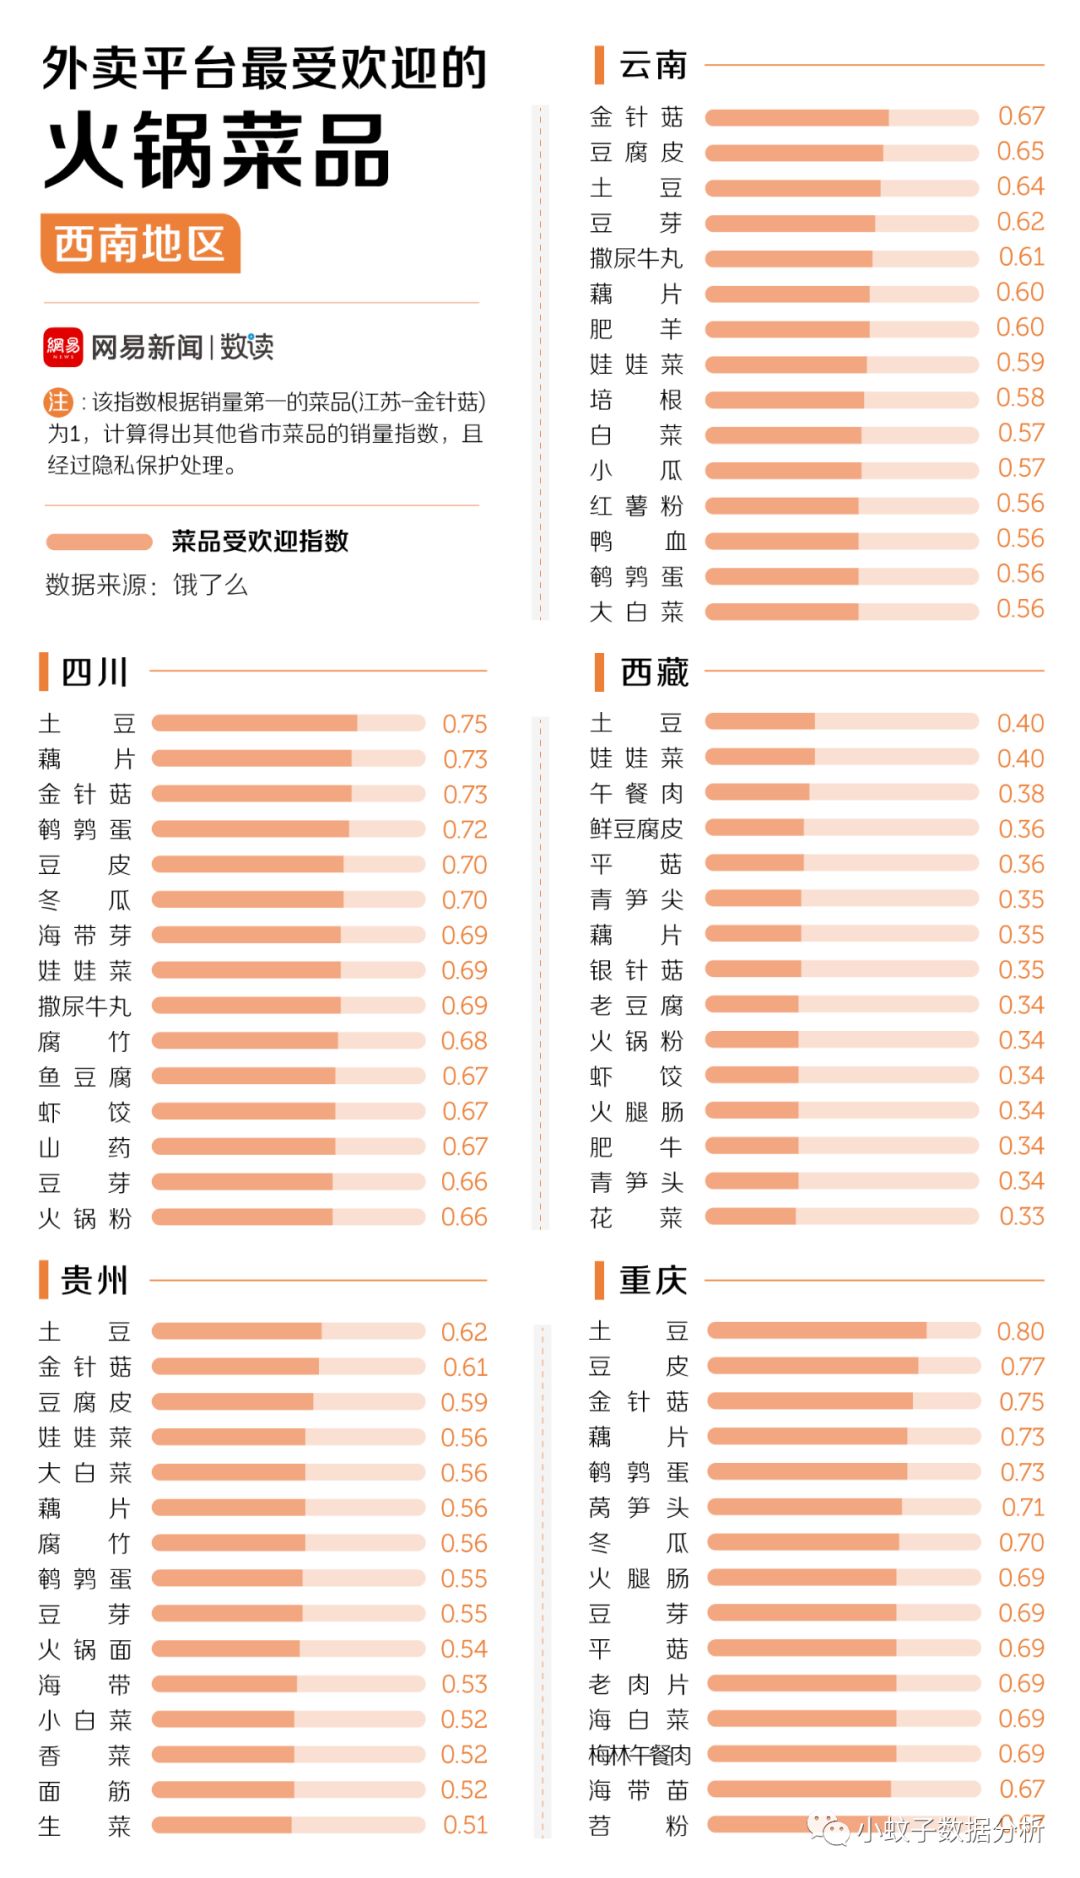 外卖平台最受欢迎的
火锅菜品
西南地区
網易
NEWS
网易新闻|数读
注:该指数根据销量第一的菜品(江苏-金针菇)
为1，计算得出其他省市菜品的销量指数，且
经过隐私保护处理。
菜品受欢迎指数
数据来源：饿了么
云南
金针菇 0.67
豆腐皮 0.65
土豆 0.64
豆芽 0.62
撒尿牛丸 0.61
藕片 0.60
肥羊 0.60
娃娃菜 0.59
培根 0.58
白菜 0.57
小瓜 0.57
红薯粉 0.56
鸭血 0.56
鹌鹑蛋 0.56
大白菜 0.56
四川
土豆 0.75
藕片 0.73
金针菇 0.73
鹌鹑蛋 0.72
豆皮 0.70
冬瓜 0.70
海带芽 0.69
娃娃菜 0.69
撒尿牛丸 0.69
腐竹 0.68
鱼豆腐 0.67
虾饺 0.67
山药 0.67
豆芽 0.66
火锅粉 0.66
西藏
土豆 0.40
娃娃菜 0.40
午餐肉 0.38
鲜豆腐皮 0.36
平菇 0.36
青笋尖 0.35
藕片 0.35
银针菇 0.35
老豆腐 0.34
火锅粉 0.34
虾饺 0.34
火腿肠 0.34
肥牛 0.34
青笋头 0.34
花菜 0.33
贵州
土豆 0.62
金针菇 0.61
豆腐皮 0.59
娃娃菜 0.56
大白菜 0.56
藕片 0.56
腐竹 0.56
鹌鹑蛋 0.55
豆芽 0.55
火锅面 0.54
海带 0.53
小白菜 0.52
香菜 0.52
面筋 0.52
生菜 0.51
重庆
土豆 0.80
豆皮 0.77
金针菇 0.75
藕片 0.73
鹌鹑蛋 0.73
莴笋头 0.71
冬瓜 0.70
火腿肠 0.69
豆芽 0.69
平菇 0.69
老肉片 0.69
海白菜 0.69
梅林午餐肉 0.69
海带苗 0.67
苕粉
小蚊子数据分析